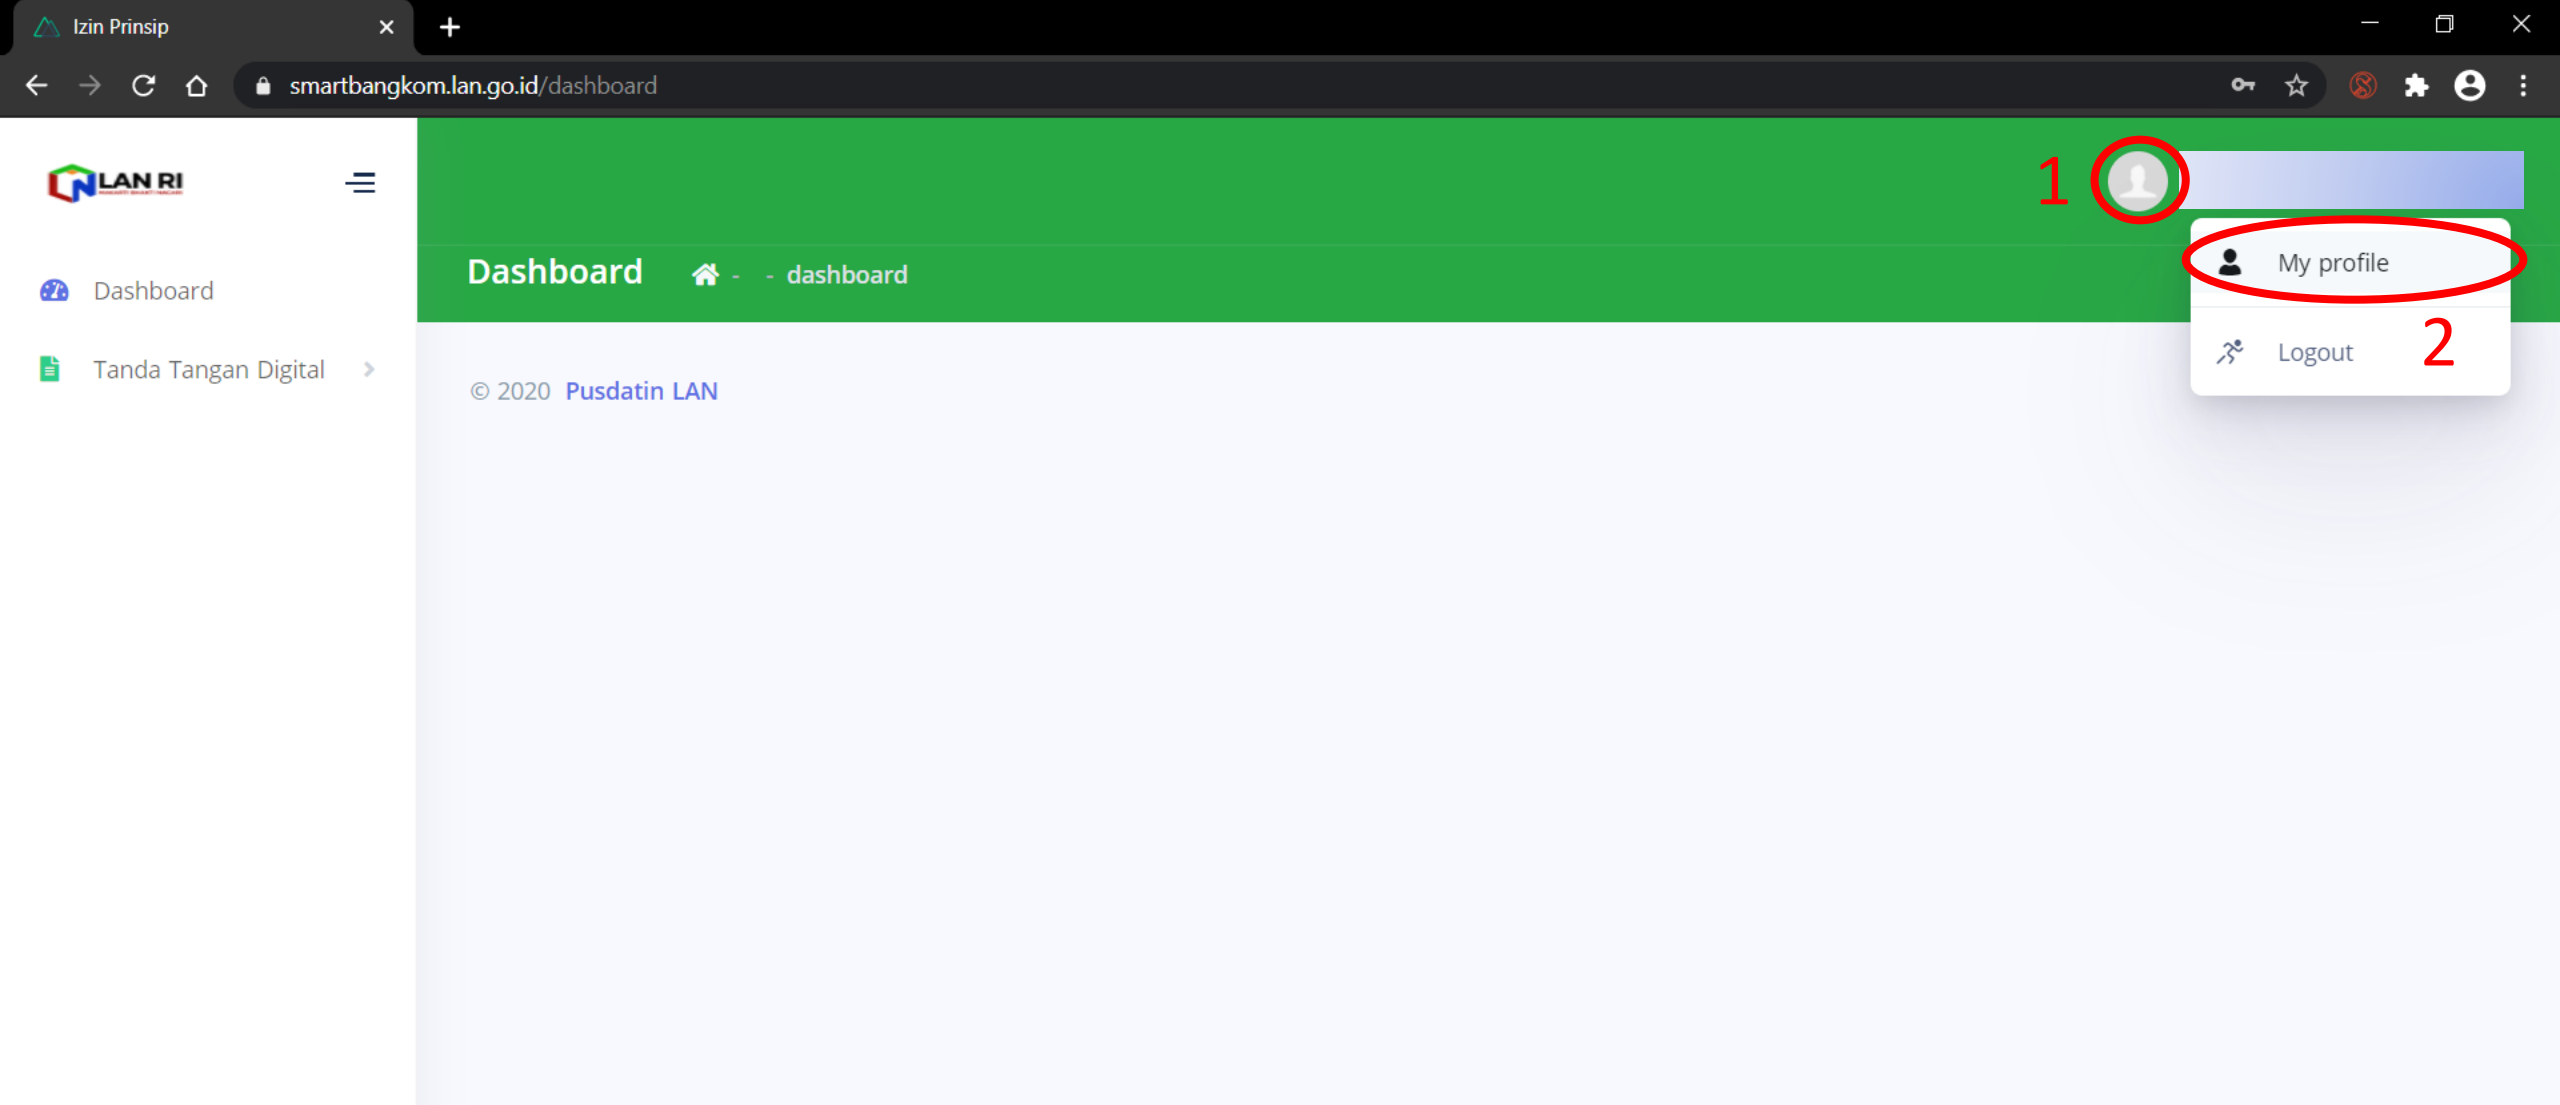 Izin Prinsip
smartbangkom.lan.go.id/dashboard
LAN RI
1
My profile
Dashboard
- - dashboard
Dashboard
Logout
2
Tanda Tangan Digital
© 2020 Pusdatin LAN